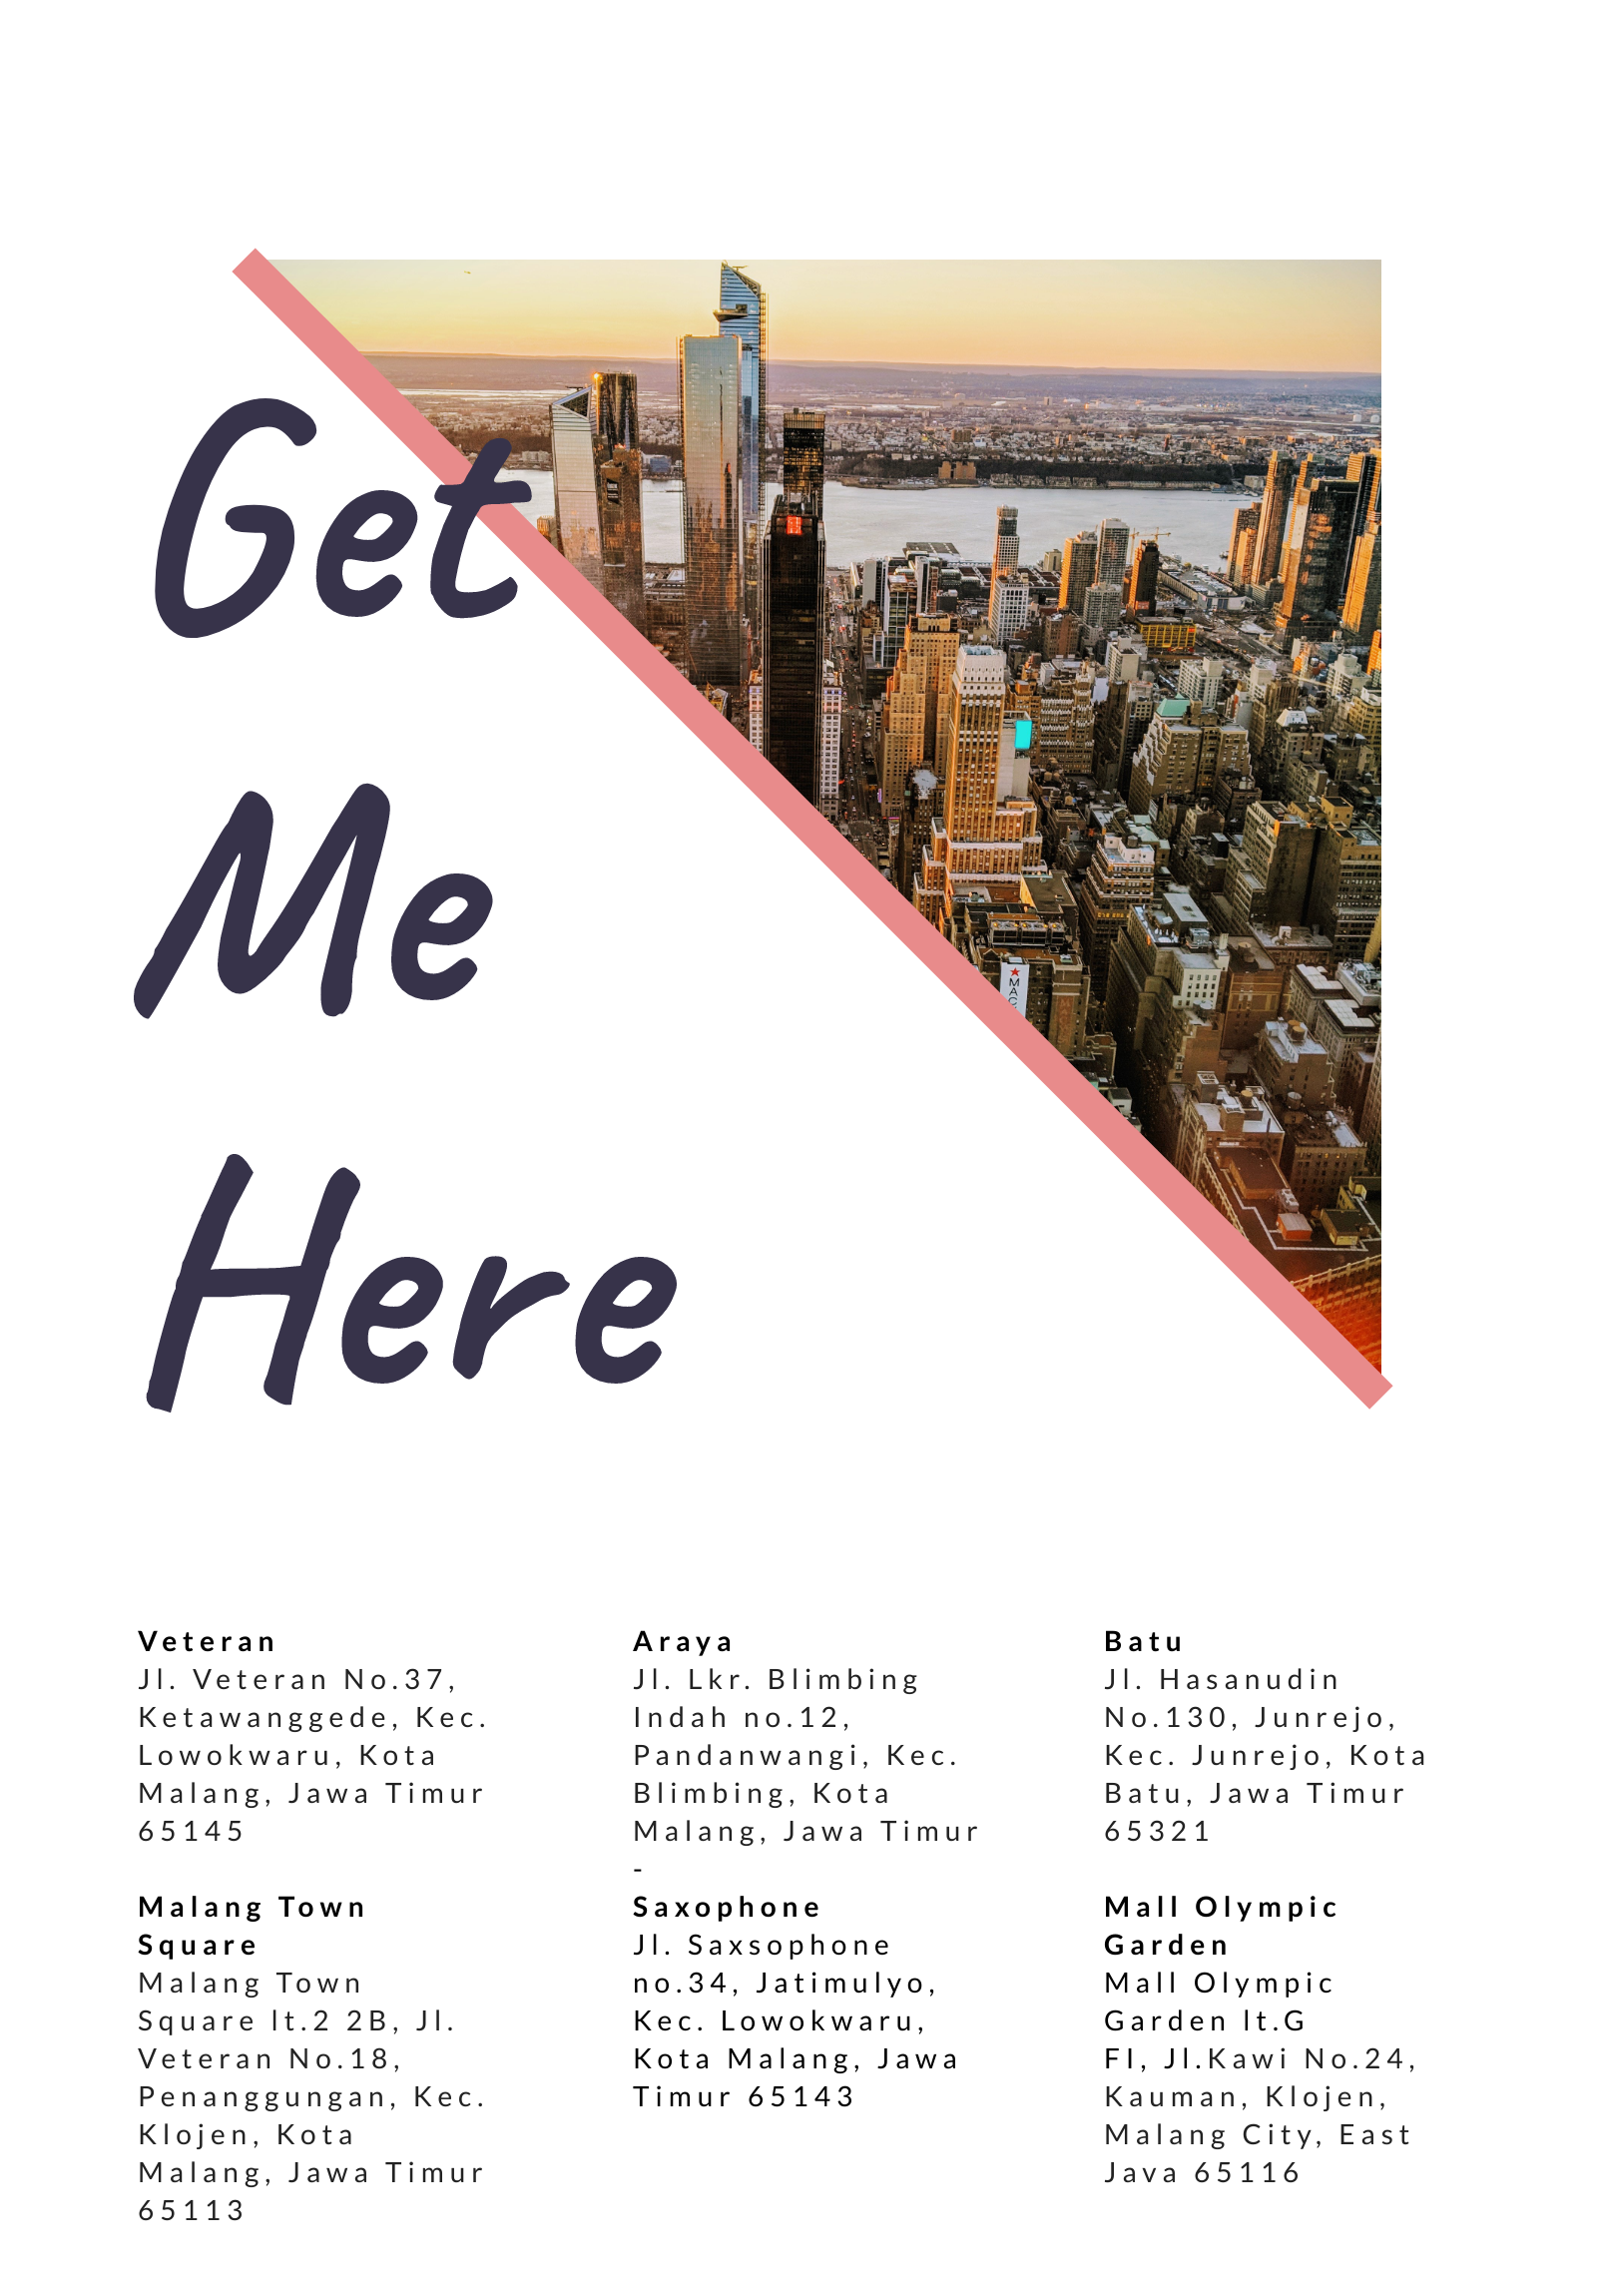 Get
Me
Here
Veteran
Jl. Veteran No.37,
Ketawanggede, Kec.
Lowokwaru, Kota
Malang, Jawa Timur
65145
Araya
Jl. Lkr. Blimbing
Indah no.12,
Pandanwangi, Kec.
Blimbing, Kota
Malang, Jawa Timur
-
Batu
Jl. Hasanudin
No.130, Junrejo,
Kec. Junrejo, Kota
Batu, Jawa Timur
65321
Malang Town
Square
Malang Town
Square lt.2 2B, Jl.
Veteran No.18,
Penanggungan, Kec.
Klojen, Kota
Malang, Jawa Timur
65113
Saxophone
Jl. Saxsophone
no.34, Jatimulyo,
Kec. Lowokwaru,
Kota Malang, Jawa
Timur 65143
Mall Olympic
Garden
Mall Olympic
Garden lt.G
FI, Jl.Kawi No.24,
Kauman, Klojen,
Malang City, East
Java 65116